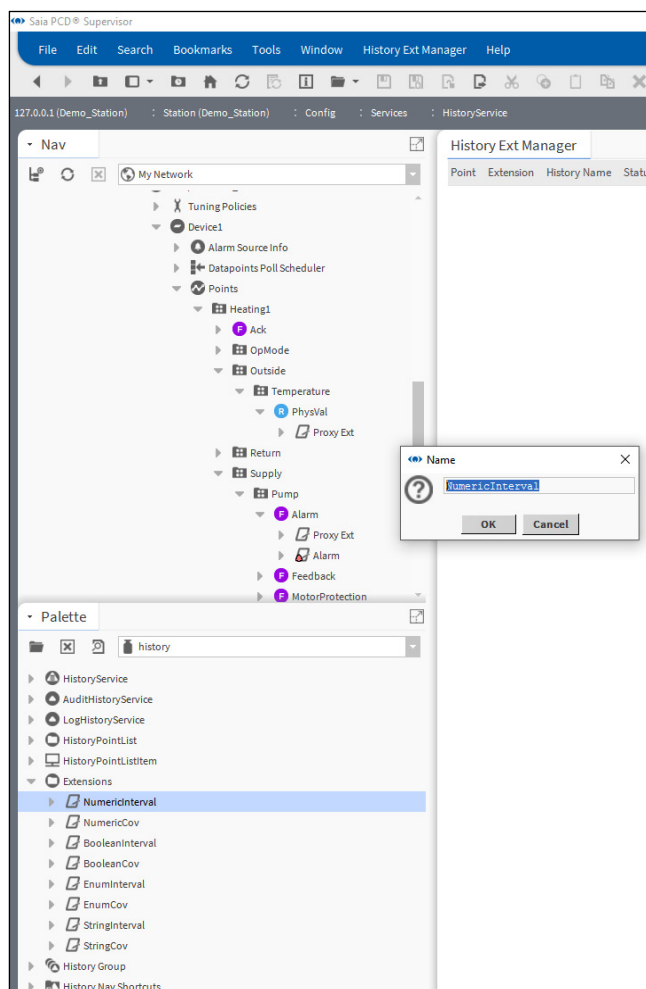 Saia PCD® Supervisor
File Edit Search Bookmarks Tools Window History Ext Manager Help
127.0.0.1 (Demo_Station) : Station (Demo_Station) : Config : Services : HistoryService
Nav
My Network
Tuning Policies
Device1
Alarm Source Info
Datapoints Poll Scheduler
Points
Heating1
F Ack
OpMode
Outside
Temperature
R PhysVal
Proxy Ext
Return
Supply
Pump
F Alarm
Proxy Ext
Alarm
F Feedback
F MotorProtection
History Ext Manager
Point Extension History Name Statu
Name
NumericInterval
OK Cancel
Palette
history
HistoryService
AuditHistoryService
LogHistoryService
HistoryPointList
HistoryPointListItem
Extensions
NumericInterval
NumericCov
BooleanInterval
BooleanCov
EnumInterval
EnumCov
StringInterval
StringCov
History Group
History Nav Shortcuts